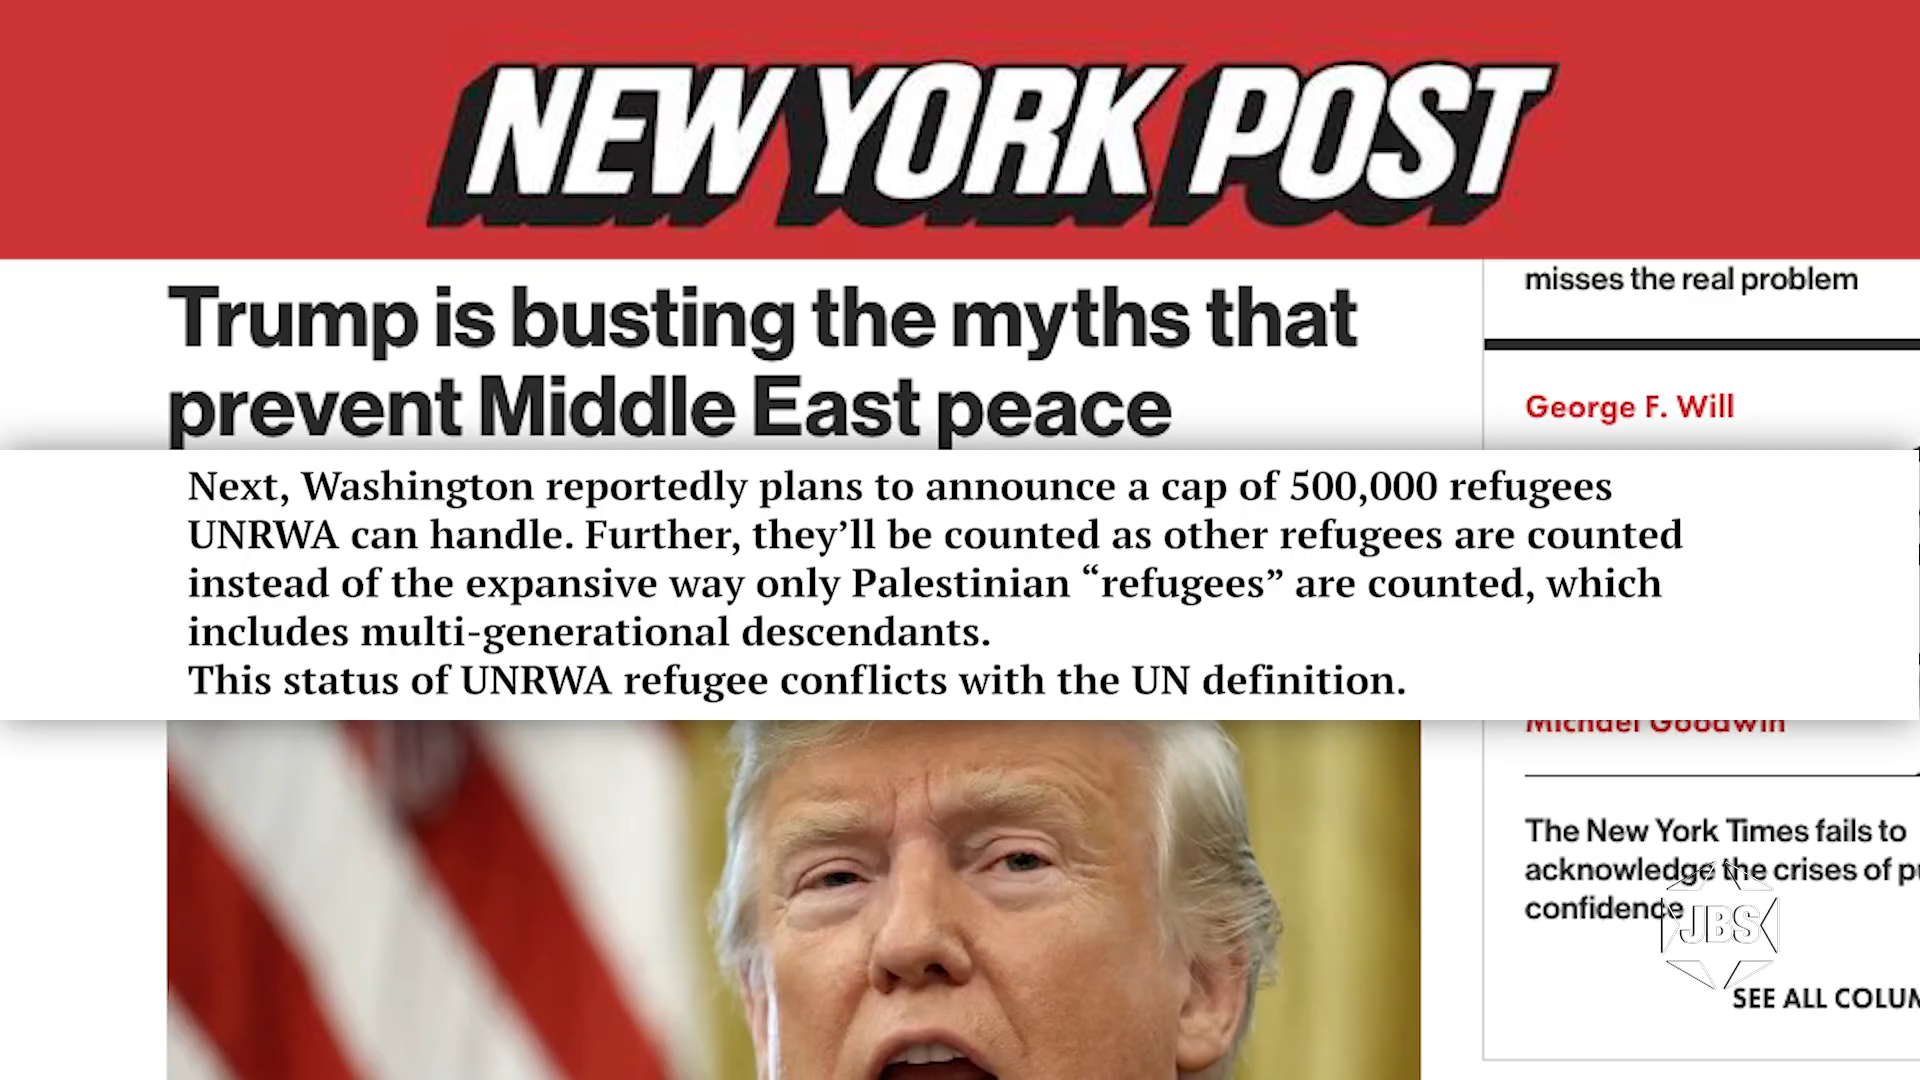 NEW YORK POST
Trump is busting the myths that
prevent Middle East peace
Next, Washington reportedly plans to announce a cap of 500,000 refugees
UNRWA can handle. Further, they’ll be counted as other refugees are counted
instead of the expansive way only Palestinian “refugees” are counted, which
includes multi-generational descendants.
This status of UNRWA refugee conflicts with the UN definition.
misses the real problem
George F. Will
Michael Goodwin
The New York Times fails to
acknowledge the crises of
confidence
JBS
SEE ALL